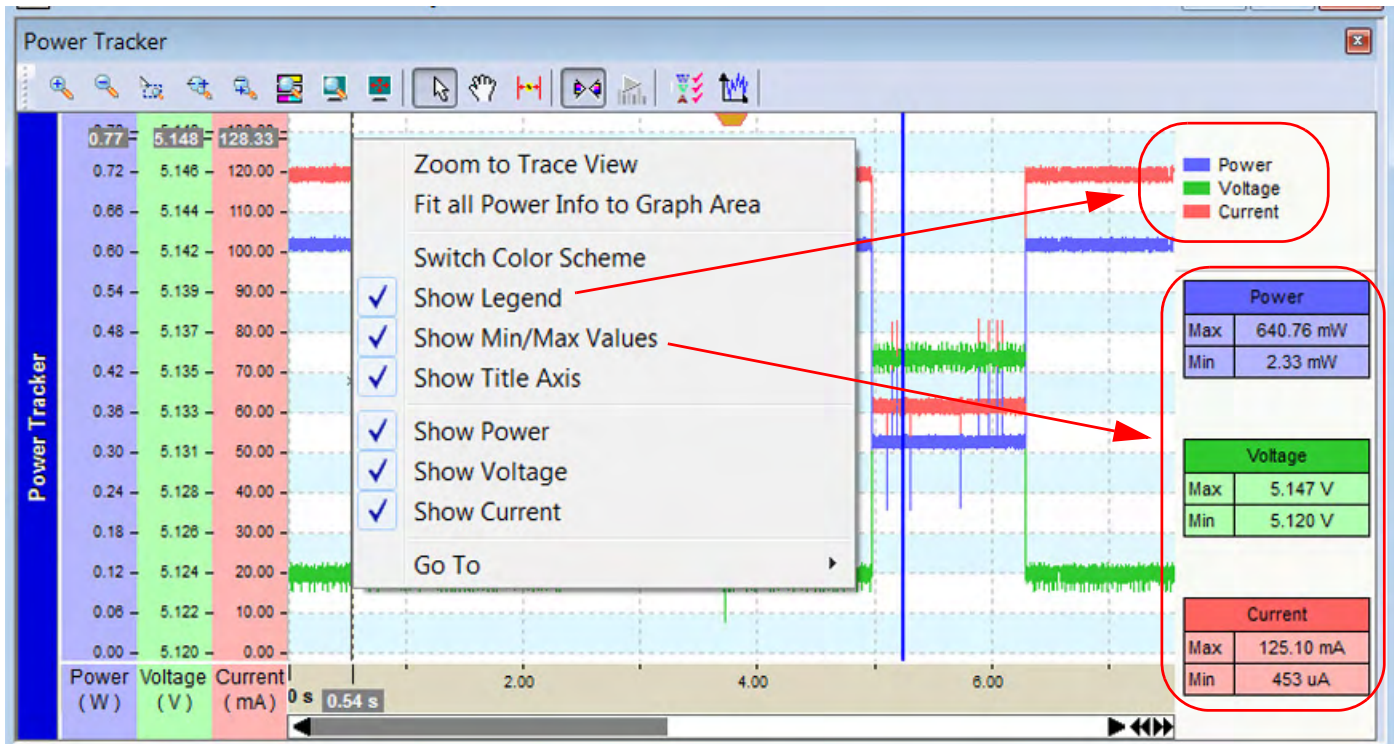 Power Tracker
0.77 5.148 128.33
0.72 5.146 120.00
0.66 5.144 110.00
0.60 5.142 100.00
0.54 5.139 90.00
0.48 5.137 80.00
0.42 5.135 70.00
0.36 5.133 60.00
0.30 5.131 50.00
0.24 5.128 40.00
0.18 5.126 30.00
0.12 5.124 20.00
0.06 5.122 10.00
0.00 5.120 0.00
Power Tracker
Power Voltage Current
(W) (V) (mA)
0 s 0.54 s 2.00 4.00 6.00
Zoom to Trace View
Fit all Power Info to Graph Area
Switch Color Scheme
Show Legend
Show Min/Max Values
Show Title Axis
Show Power
Show Voltage
Show Current
Go To
Power
Voltage
Current
Power
Max 640.76 mW
Min 2.33 mW
Voltage
Max 5.147 V
Min 5.120 V
Current
Max 125.10 mA
Min 453 uA